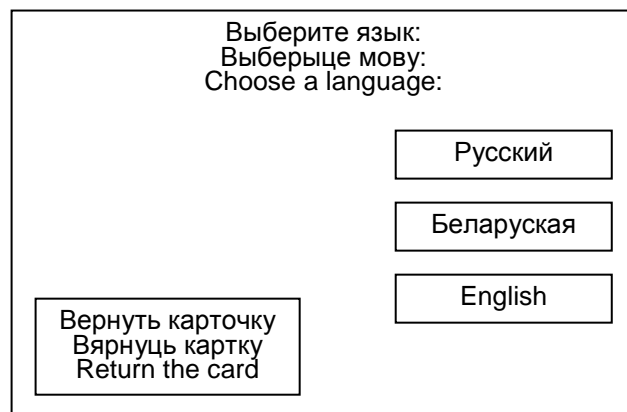 Выберите язык:
Выберыце мову:
Choose a language:
Русский
Беларуская
English
Вернуть карточку
Вярнуць картку
Return the card